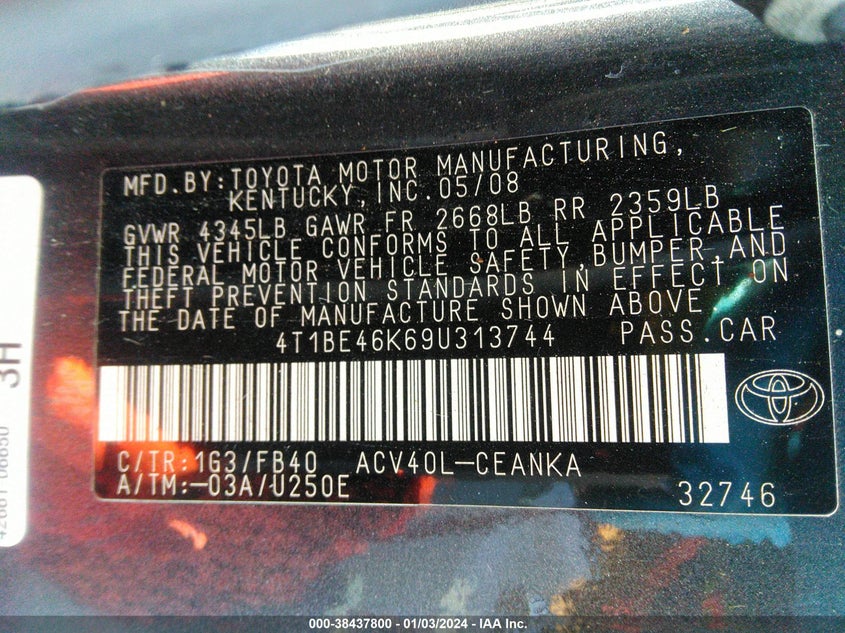 MFD.BY:TOYOTA MOTOR MANUFACTURING,
KENTUCKY,INC.05/08
GVWR 4345LB GAWR FR 2668LB RR 2359LB
THIS VEHICLE CONFORMS TO ALL APPLICABLE
FEDERAL MOTOR VEHICLE SAFETY,BUMPER,AND
THEFT PREVENTION STANDARDS IN EFFECT ON
THE DATE OF MANUFACTURE SHOWN ABOVE.
4T1BE46K69U313744 PASS.CAR
C/TR:1G3/FB40 ACV40L-CEANKA
A/TM:-03A/U250E
32746
3H
000-38437800 - 01/03/2024 - IAA Inc.